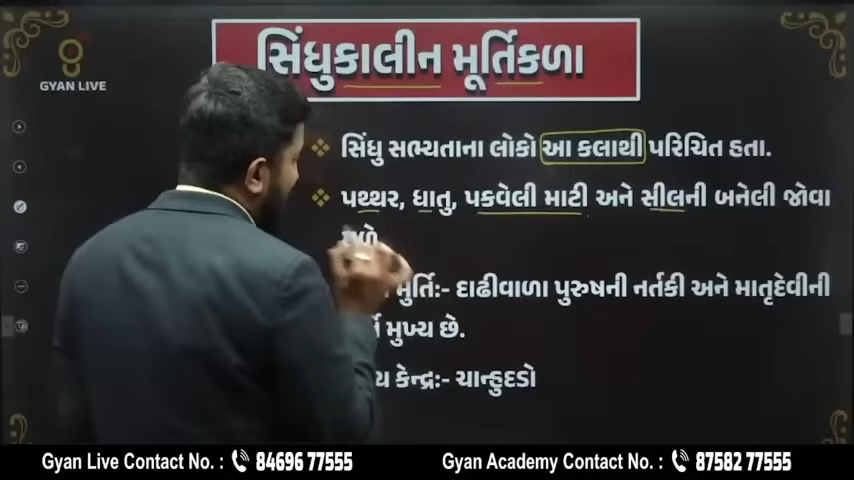 સિંધુકાલીન મૂર્તિકળા
GYAN LIVE
❖ સિંધુ સભ્યતાના લોકો આ કલાથી પરિચિત હતા.
❖ પથ્થર, ધાતુ, પકવેલી માટી અને સીલની બનેલી જોવા
મુર્તિ:- દાઢીવાળા પુરુષની નર્તકી અને માતૃદેવીની
મુખ્ય છે.
કેન્દ્ર:- ચાન્હુદડો
Gyan Live Contact No. : 84696 77555
Gyan Academy Contact No. : 87582 77555